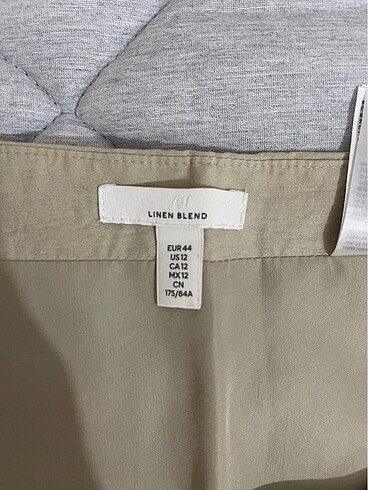 H&M
LINEN BLEND
EUR 44
US 12
CA 12
MX 12
CN
175/84A